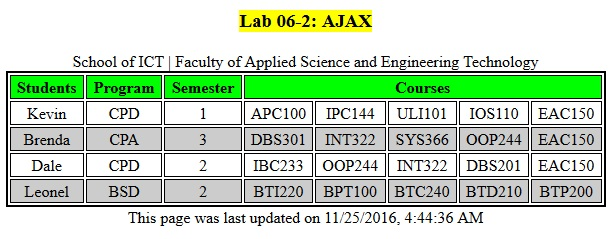 Lab 06-2: AJAX
School of ICT | Faculty of Applied Science and Engineering Technology
Students Program Semester Courses
Kevin CPD 1 APC100 IPC144 ULI101 IOS110 EAC150
Brenda CPA 3 DBS301 INT322 SYS366 OOP244 EAC150
Dale CPD 2 IBC233 OOP244 INT322 DBS201 EAC150
Leonel BSD 2 BTI220 BPT100 BTC240 BTD210 BTP200
This page was last updated on 11/25/2016, 4:44:36 AM